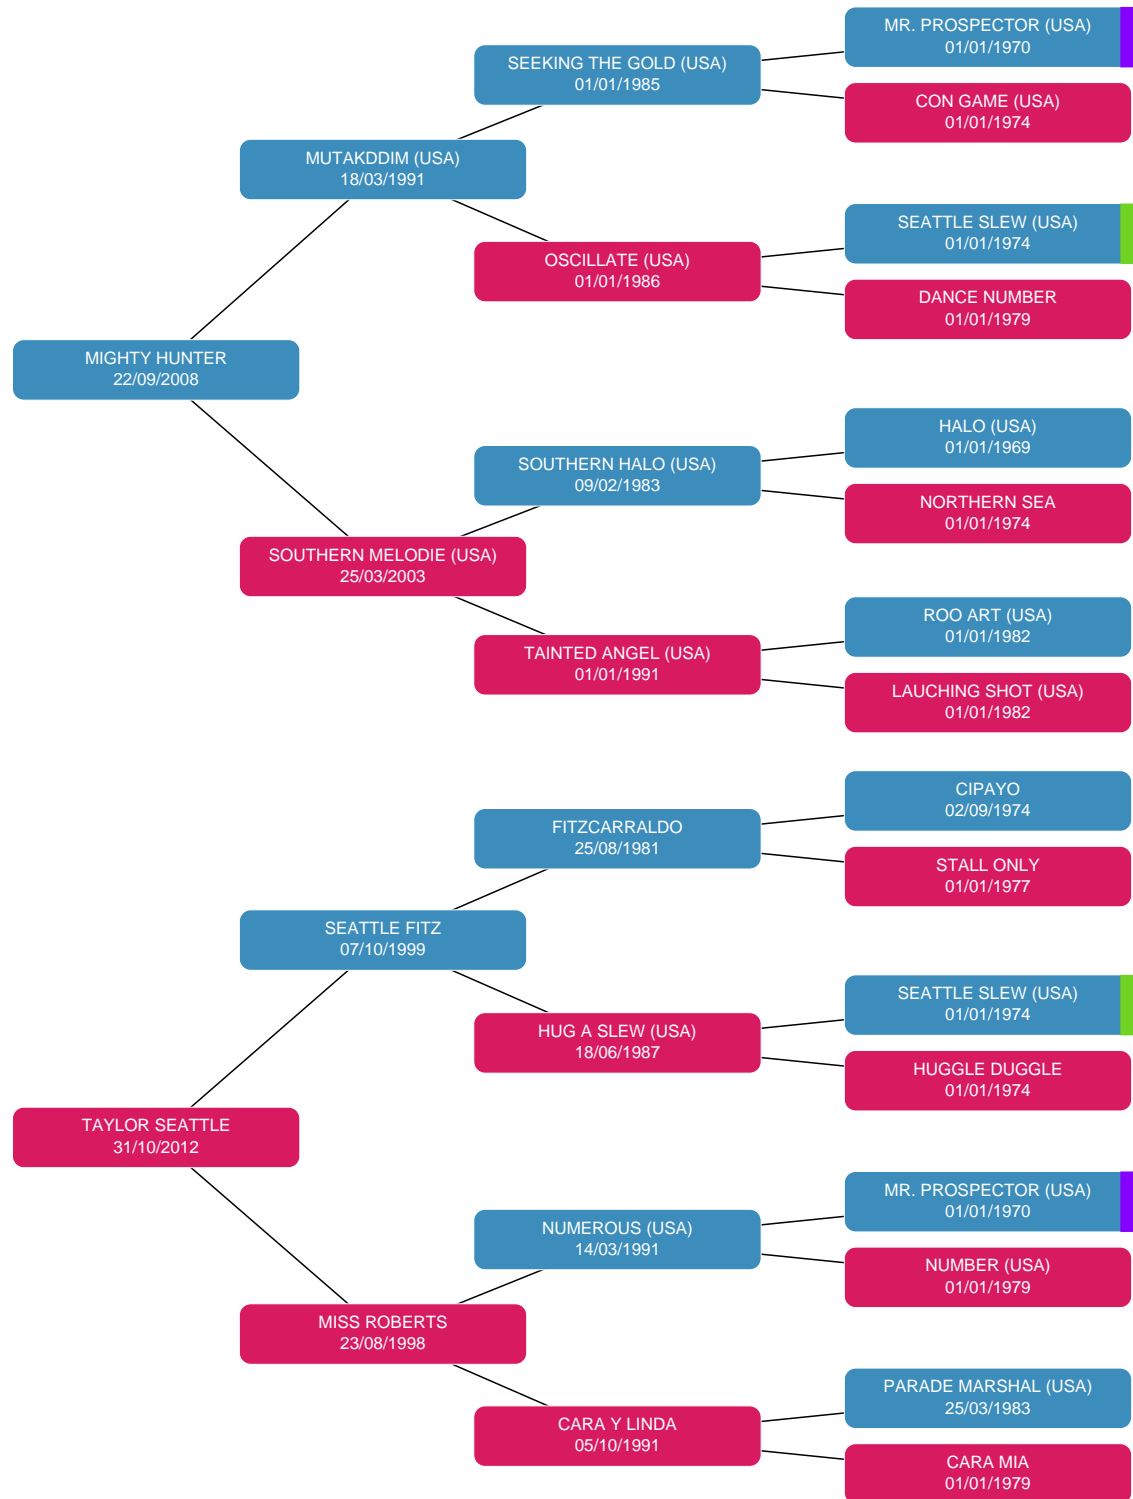 MR. PROSPECTOR (USA)
01/01/1970
SEEKING THE GOLD (USA)
01/01/1985
CON GAME (USA)
01/01/1974
MUTAKDDIM (USA)
18/03/1991
SEATTLE SLEW (USA)
01/01/1974
OSCILLATE (USA)
01/01/1986
DANCE NUMBER
01/01/1979
MIGHTY HUNTER
22/09/2008
HALO (USA)
01/01/1969
SOUTHERN HALO (USA)
09/02/1983
NORTHERN SEA
01/01/1974
SOUTHERN MELODIE (USA)
25/03/2003
ROO ART (USA)
01/01/1982
TAINTED ANGEL (USA)
01/01/1991
LAUCHING SHOT (USA)
01/01/1982
CIPAYO
02/09/1974
FITZCARRALDO
25/08/1981
STALL ONLY
01/01/1977
SEATTLE FITZ
07/10/1999
SEATTLE SLEW (USA)
01/01/1974
HUG A SLEW (USA)
18/06/1987
HUGGLE DUGGLE
01/01/1974
TAYLOR SEATTLE
31/10/2012
MR. PROSPECTOR (USA)
01/01/1970
NUMEROUS (USA)
14/03/1991
NUMBER (USA)
01/01/1979
MISS ROBERTS
23/08/1998
PARADE MARSHAL (USA)
25/03/1983
CARA Y LINDA
05/10/1991
CARA MIA
01/01/1979